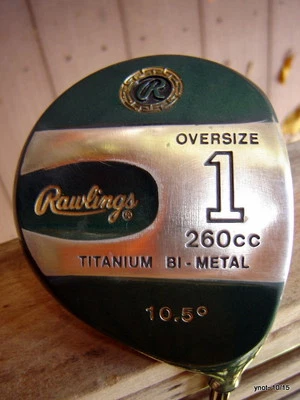 R
OVERSIZE
1
Rawlings®
260cc
TITANIUM BI-METAL
10.5°
ynot-10/15